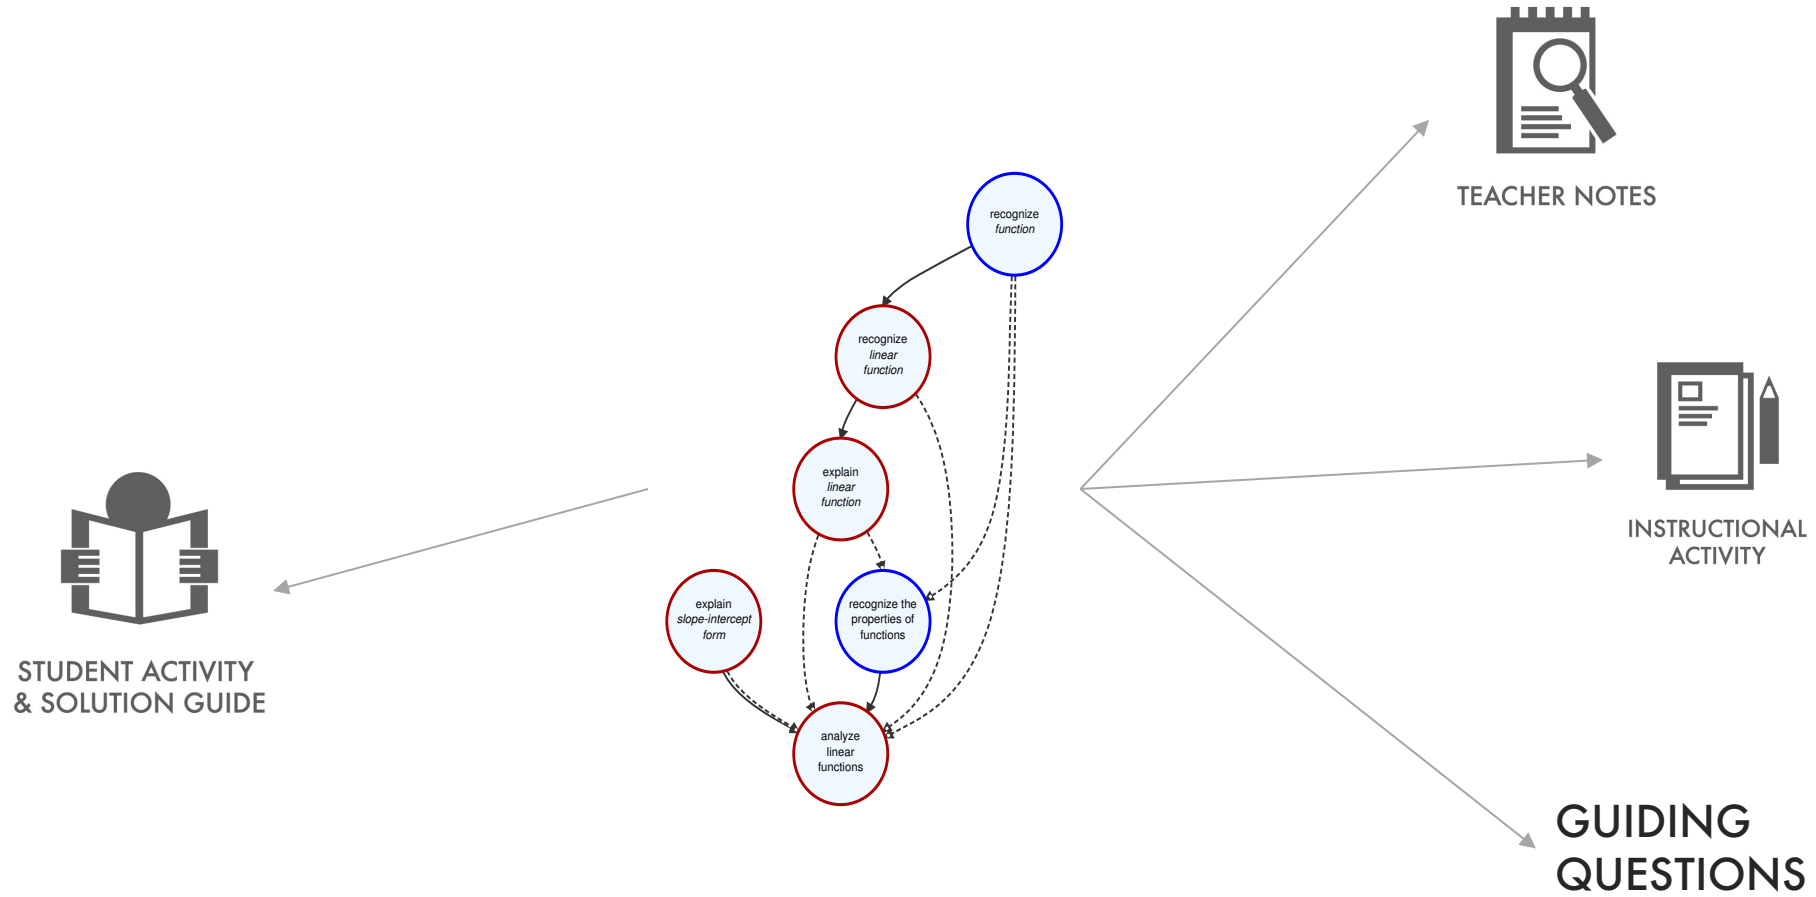 TEACHER NOTES
recognize
function
recognize
linear
function
explain
linear
function
INSTRUCTIONAL
ACTIVITY
explain
slope-intercept
form
recognize the
properties of
functions
STUDENT ACTIVITY
& SOLUTION GUIDE
analyze
linear
functions
GUIDING
QUESTIONS